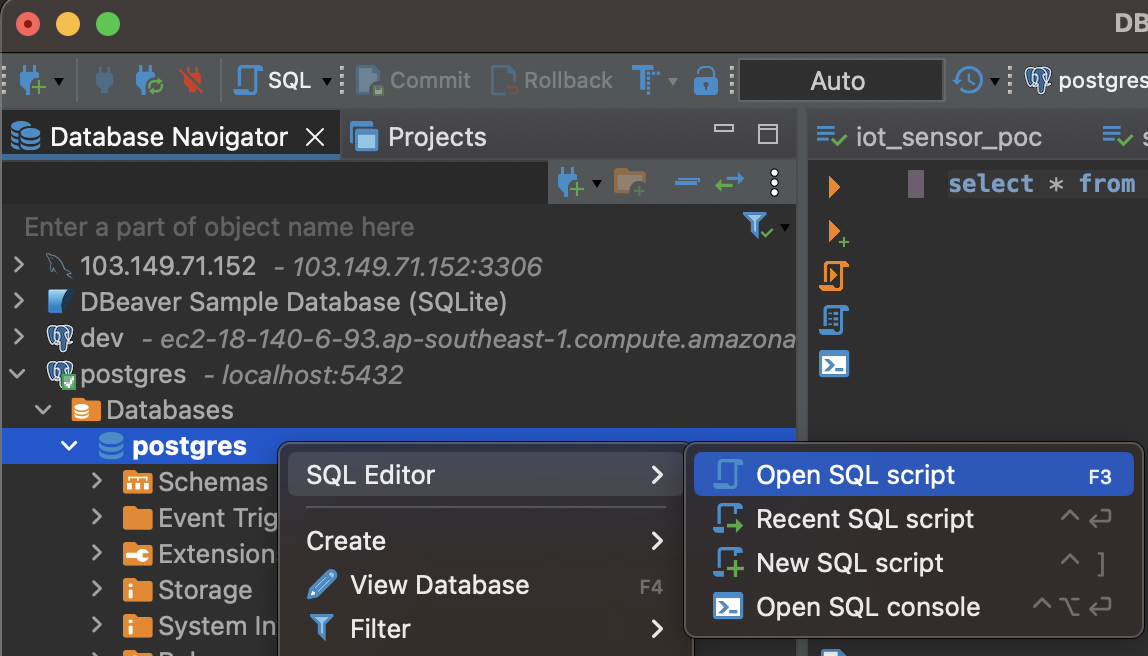 DB
SQL Commit Rollback Auto postgres
Database Navigator Projects
iot_sensor_poc
select * from
Enter a part of object name here
103.149.71.152 - 103.149.71.152:3306
DBeaver Sample Database (SQLite)
dev - ec2-18-140-6-93.ap-southeast-1.compute.amazona
postgres - localhost:5432
Databases
postgres
Schemas
Event Trig
Extension
Storage
System In
SQL Editor
Create
View Database F4
Filter
Open SQL script F3
Recent SQL script ^ ↩
New SQL script ^ ]
Open SQL console ^ ⌥ ↩